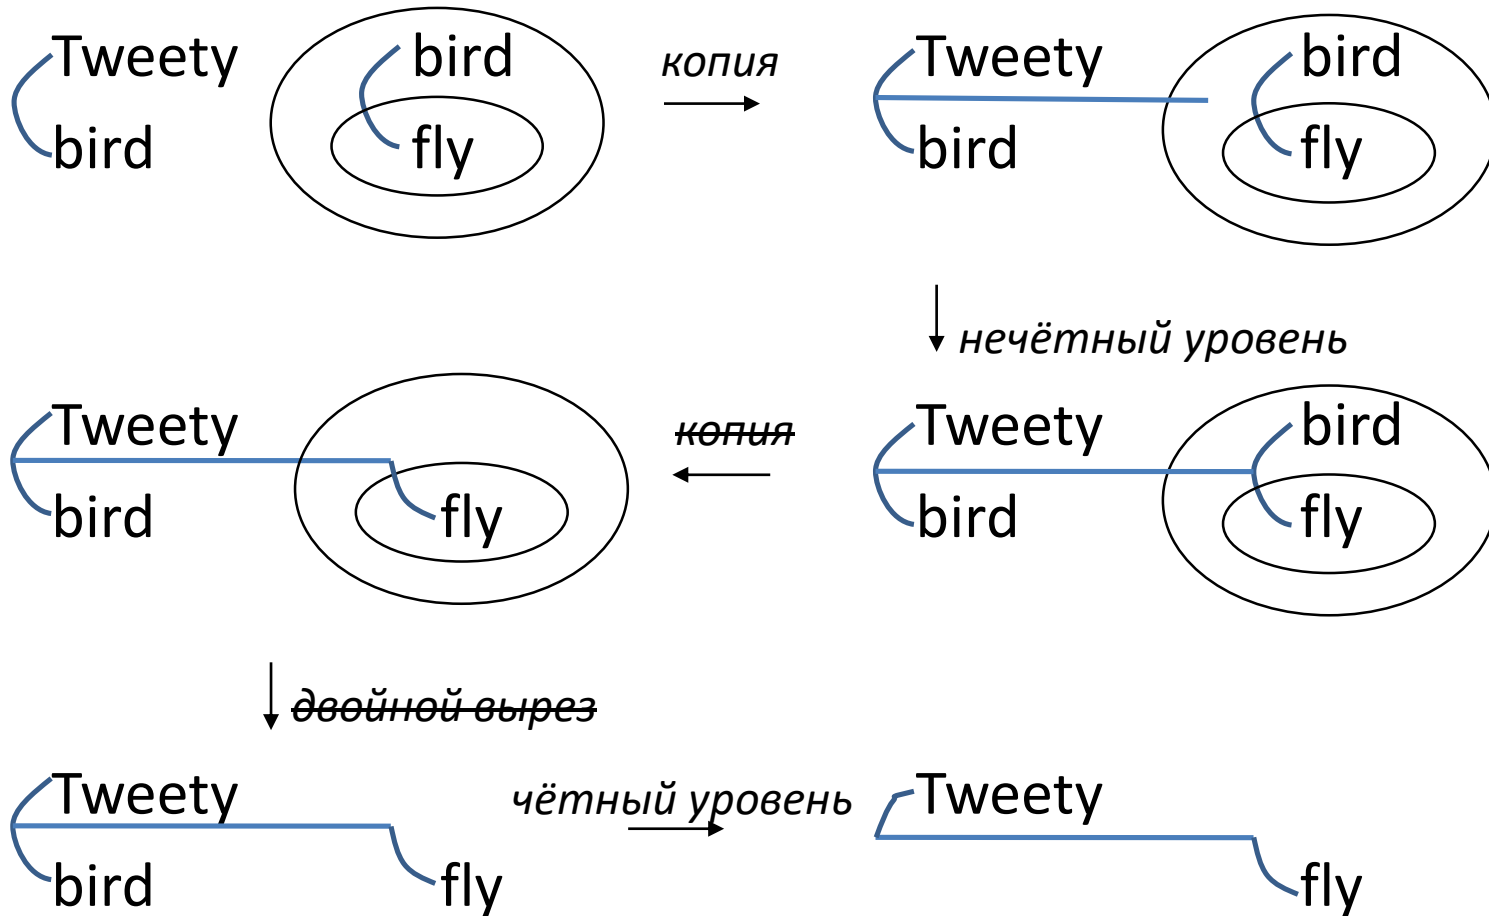 Tweety bird копия Tweety bird
bird fly bird fly
нечётный уровень
Tweety копия Tweety bird
bird fly bird fly
двойной вырез
Tweety чётный уровень Tweety
bird fly fly